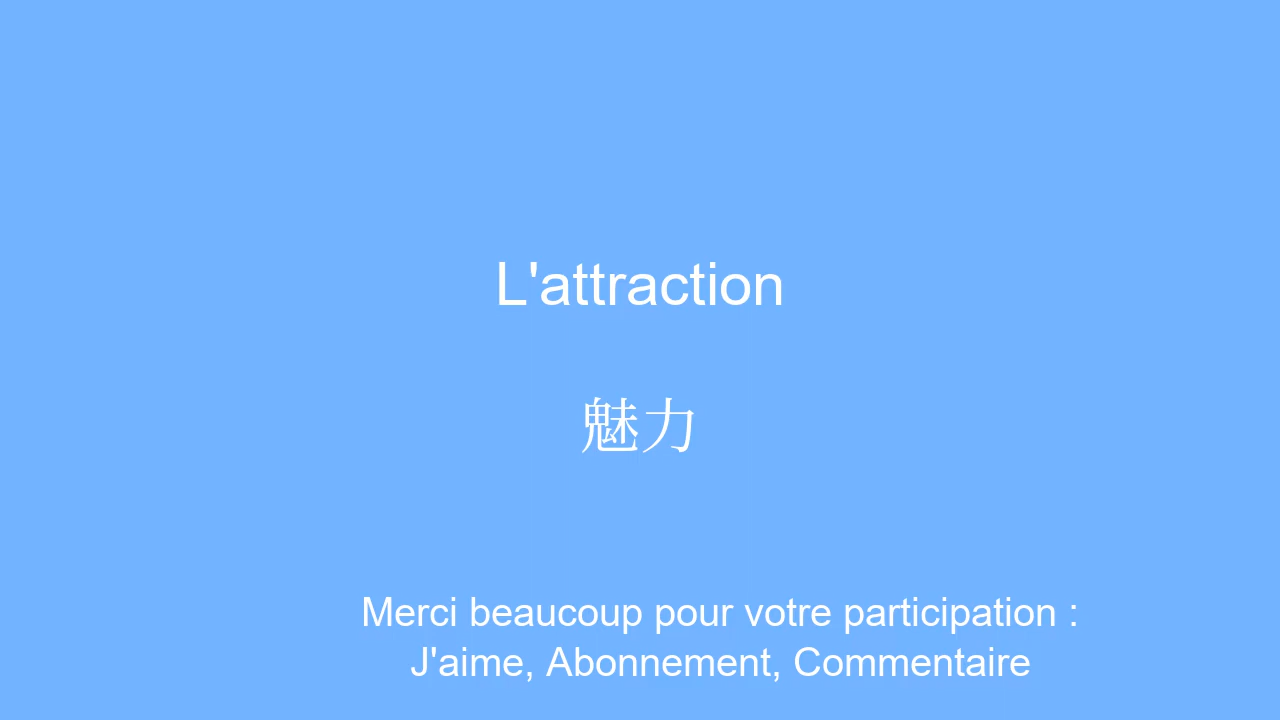 L'attraction
魅力
Merci beaucoup pour votre participation :
J'aime, Abonnement, Commentaire